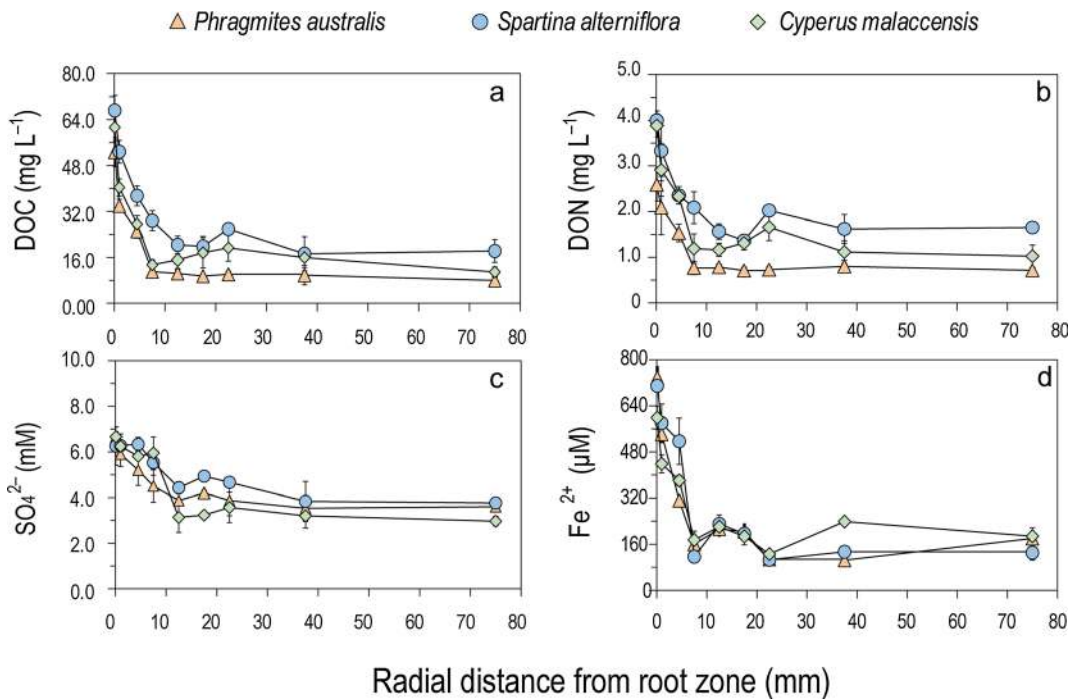 Phragmites australis Spartina alterniflora Cyperus malaccensis
a
80.0
64.0
48.0
32.0
16.0
0.00
DOC (mg L⁻¹)
0 10 20 30 40 50 60 70 80
b
5.0
4.0
3.0
2.0
1.0
0
DON (mg L⁻¹)
0 10 20 30 40 50 60 70 80
c
10.0
8.0
6.0
4.0
2.0
0.0
SO4²⁻ (mM)
0 10 20 30 40 50 60 70 80
d
800
640
480
320
160
0
Fe²⁺ (µM)
0 10 20 30 40 50 60 70 80
Radial distance from root zone (mm)